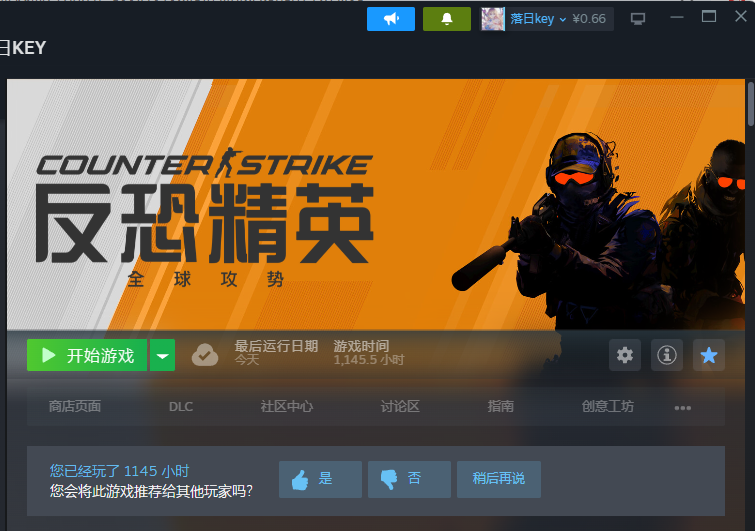 落日key ¥0.66
日KEY
COUNTER STRIKE
反恐精英
全球攻势
开始游戏
最后运行日期 游戏时间
今天 1,145.5 小时
商店页面 DLC 社区中心 讨论区 指南 创意工坊
您已经玩了 1145 小时
您会将此游戏推荐给其他玩家吗?
是 否 稍后再说